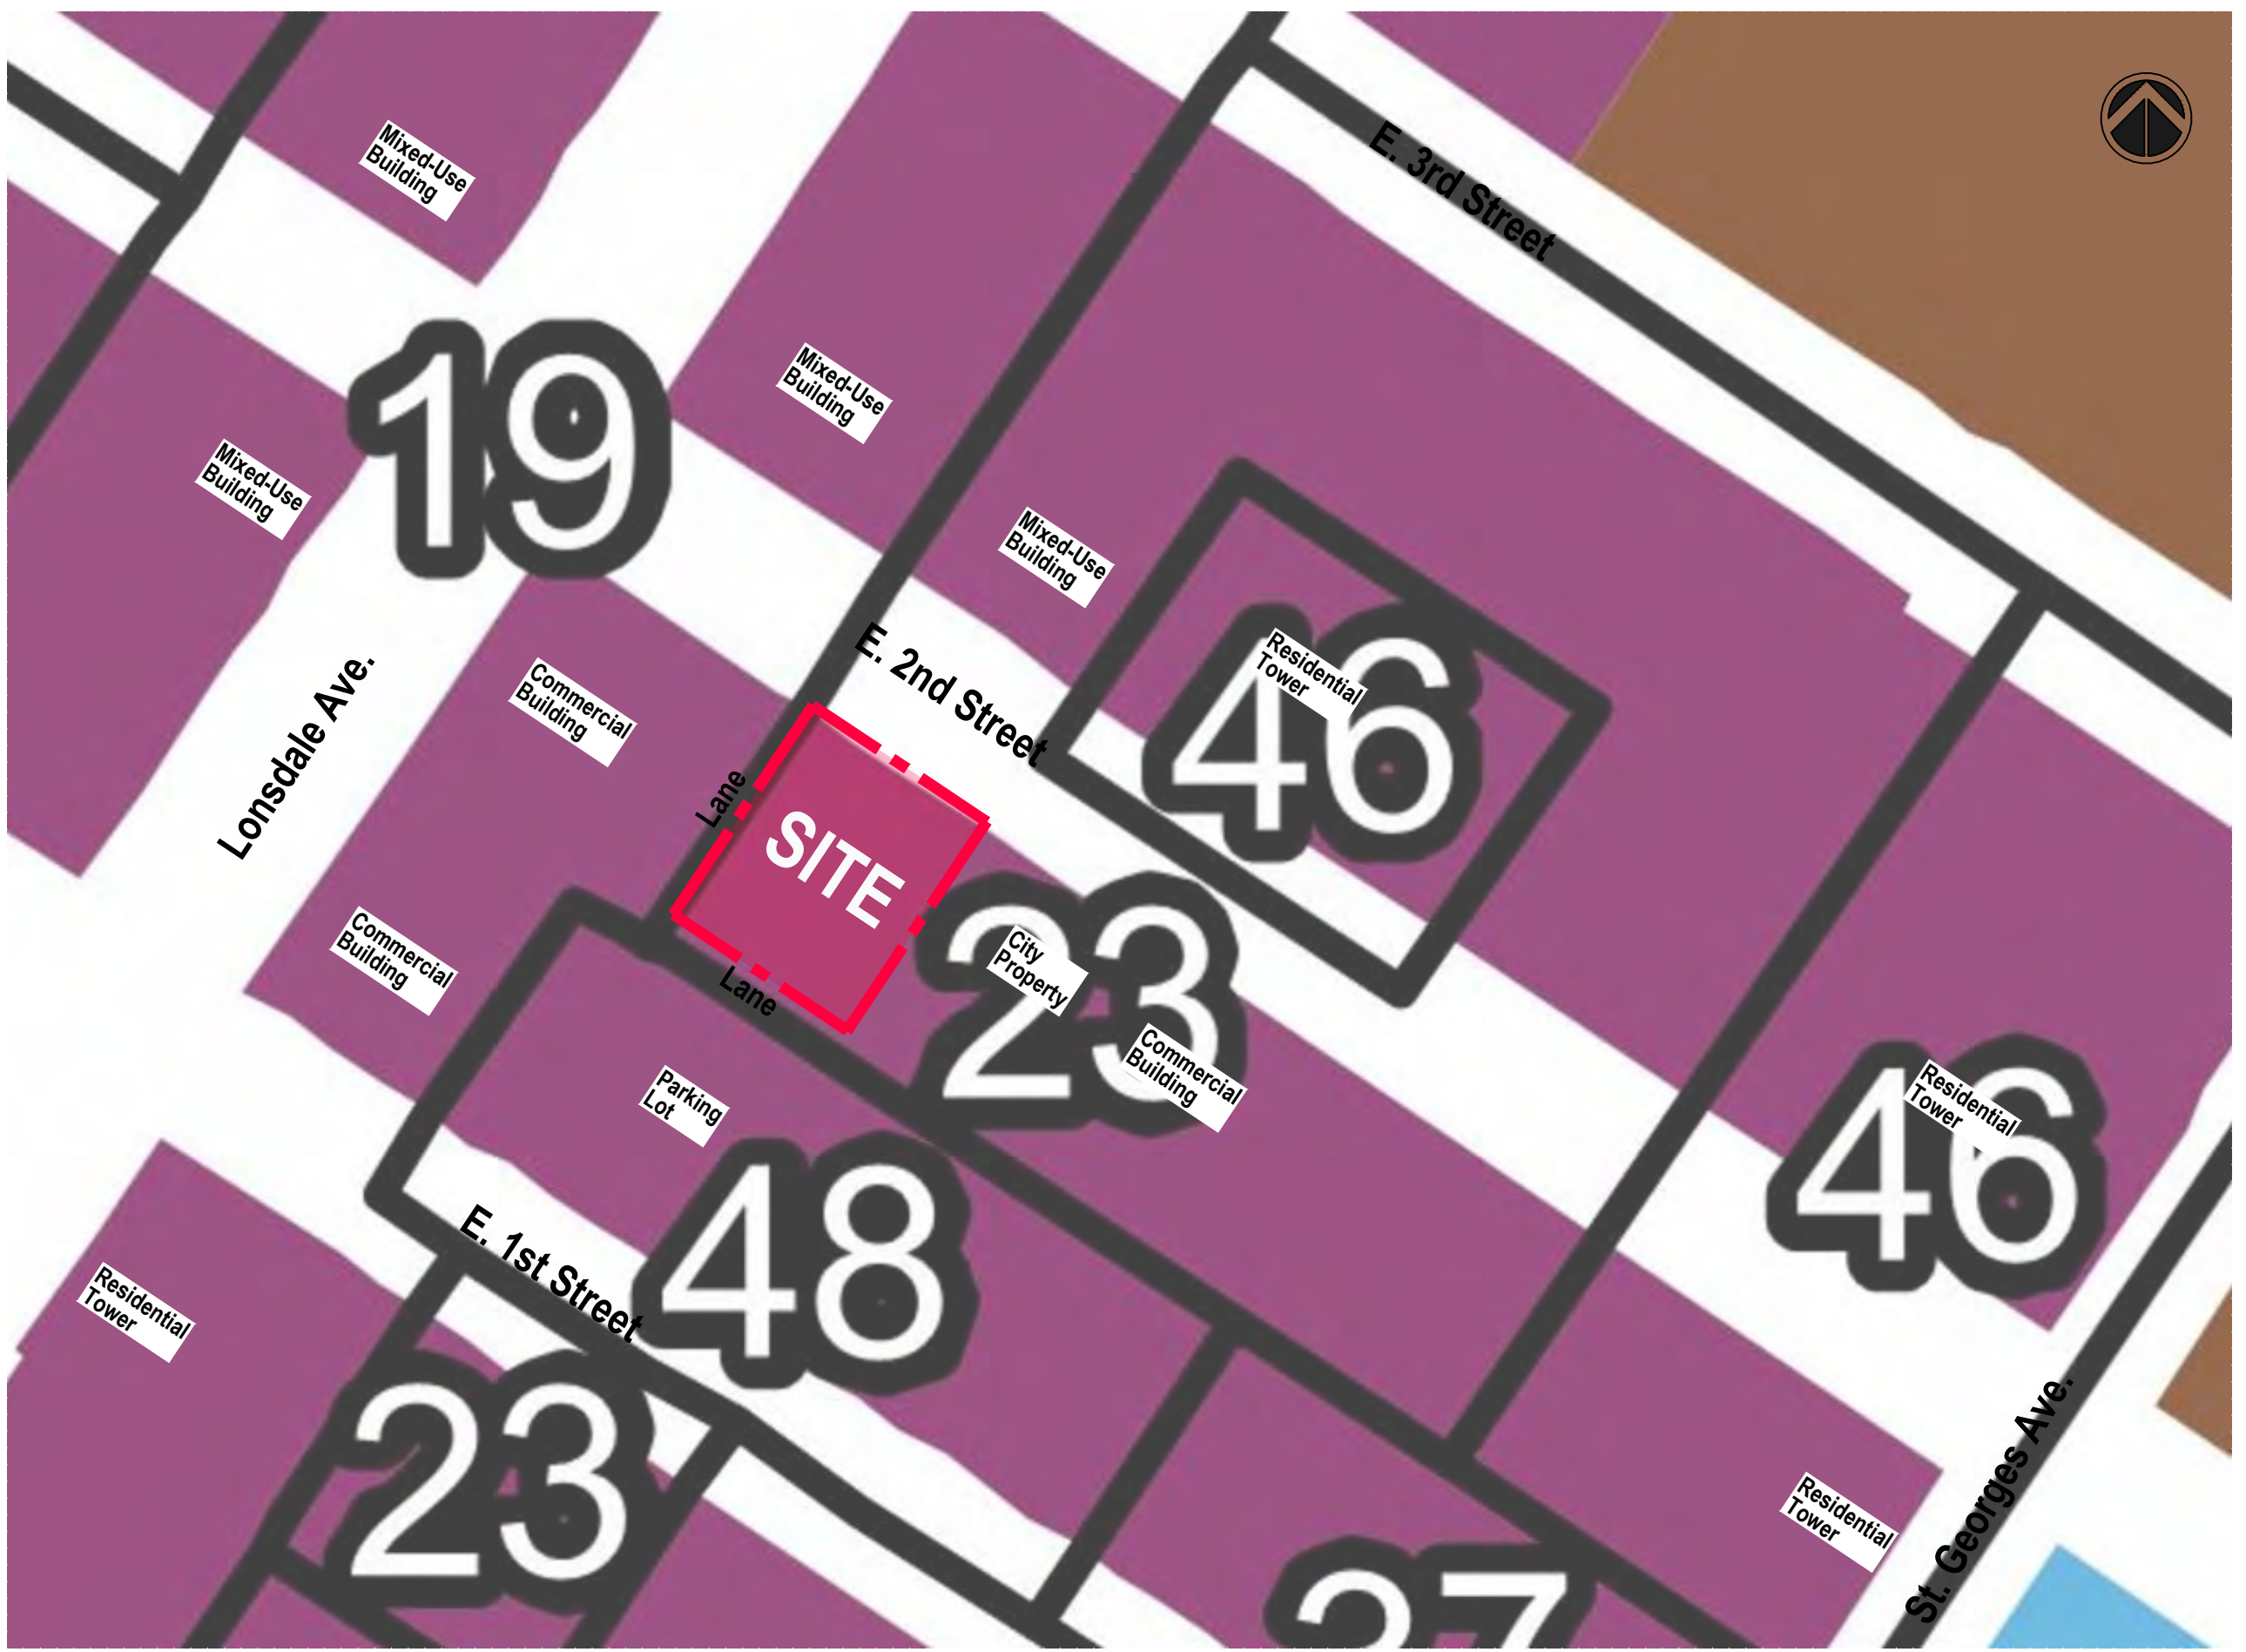 E. 3rd Street
Mixed-Use
Building
19
Mixed-Use
Building
Mixed-Use
Building
Mixed-Use
Building
E. 2nd Street
46
Residential
Tower
Lonsdale Ave.
Commercial
Building
Lane
SITE
Lane
23
City
Property
Commercial
Building
Commercial
Building
Parking
Lot
46
Residential
Tower
48
E. 1st Street
Residential
Tower
23
St. Georges Ave.
Residential
Tower